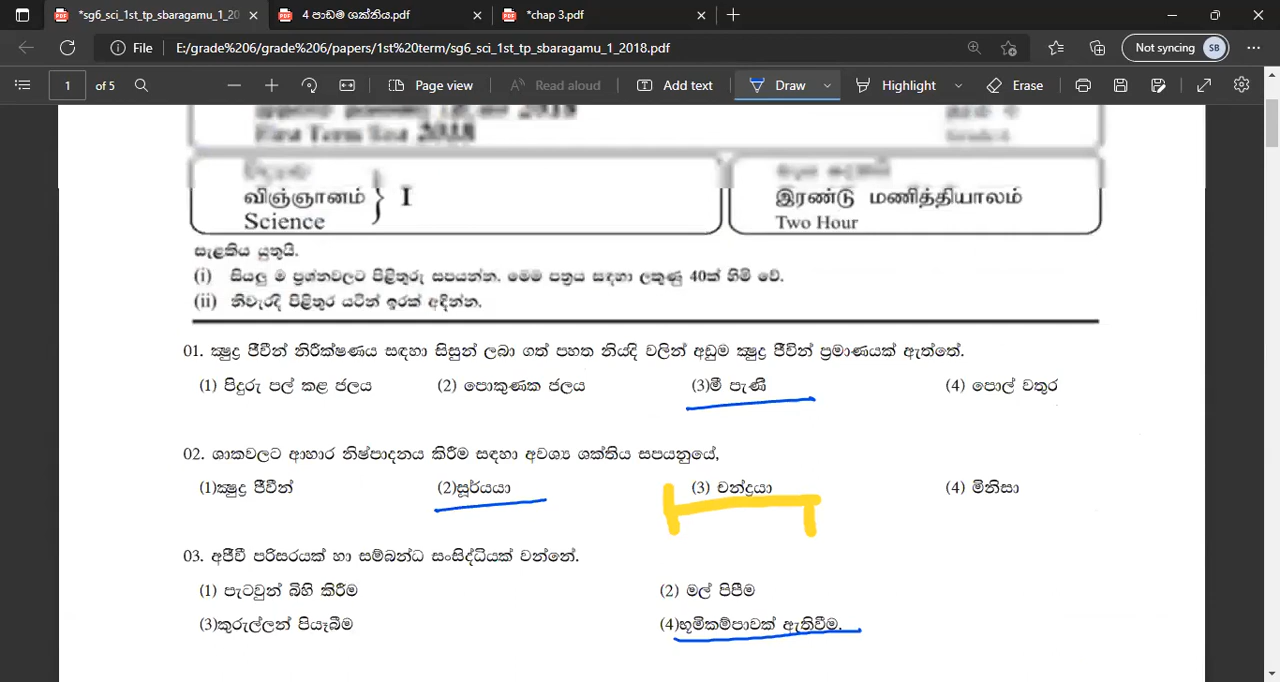 *sg6_sci_1st_tp_sbaragamu_1_20
4 පාඩම ශක්තිය.pdf
*chap 3.pdf
File
E:/grade%206/grade%206/papers/1st%20term/sg6_sci_1st_tp_sbaragamu_1_2018.pdf
Not syncing
SB
1 of 5
Page view
Read aloud
Add text
Draw
Highlight
Erase
First Term Test 2018
விஞ்ஞானம் } I
Science
இரண்டு மணித்தியாலம்
Two Hour
සැළකිය යුතුයි.
(i) සියලු ම ප්‍රශ්නවලට පිළිතුරු සපයන්න. මෙම පත්‍රය සඳහා ලකුණු 40ක් හිමි වේ.
(ii) නිවැරදි පිළිතුර යටින් ඉරක් අඳින්න.
01. ක්‍ෂුද්‍ර ජීවීන් නිරීක්ෂණය සඳහා සිසුන් ලබා ගත් පහත නියදි වලින් අඩුම ක්‍ෂුද්‍ර ජීවින් ප්‍රමාණයක් ඇත්තේ.
(1) පිදුරු පල් කළ ජලය (2) පොකුණක ජලය (3)මී පැණි (4) පොල් වතුර
02. ශාකවලට ආහාර නිෂ්පාදනය කිරීම සඳහා අවශ්‍ය ශක්තිය සපයනුයේ,
(1)ක්‍ෂුද්‍ර ජීවීන් (2)සූර්යයා (3) චන්ද්‍රයා (4) මිනිසා
03. අජීවී පරිසරයක් හා සම්බන්ධ සංසිද්ධියක් වන්නේ.
(1) පැටවුන් බිහි කිරීම (2) මල් පිපීම
(3)කුරුල්ලන් පියෑබීම (4)භූමිකම්පාවක් ඇතිවීම.